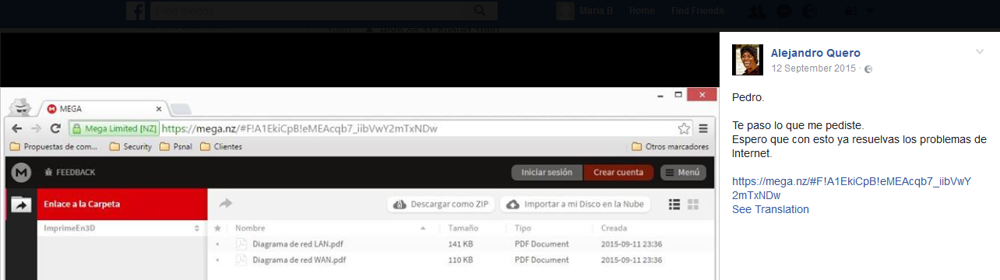 Find friends
Maria B
Home
Find Friends
MEGA
Mega Limited [NZ]
https://mega.nz/#F!A1EkiCpB!eMEAcqb7_iibVwY2mTxNDw
Propuestas de com...
Security
Psnal
Clientes
Otros marcadores
FEEDBACK
Iniciar sesión
Crear cuenta
Menú
Enlace a la Carpeta
Descargar como ZIP
Importar a mi Disco en la Nube
ImprimeEn3D
Nombre
Tamaño
Tipo
Creada
Diagrama de red LAN.pdf
141 KB
PDF Document
2015-09-11 23:36
Diagrama de red WAN.pdf
110 KB
PDF Document
2015-09-11 23:36
Alejandro Quero
12 September 2015 ·
Pedro.
Te paso lo que me pediste.
Espero que con esto ya resuelvas los problemas de
Internet.
https://mega.nz/#F!A1EkiCpB!eMEAcqb7_iibVwY
2mTxNDw
See Translation